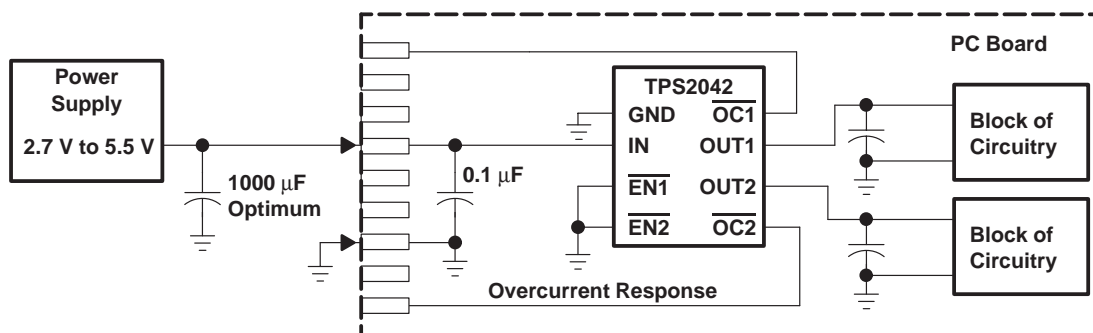 PC Board
Power
Supply
2.7 V to 5.5 V
1000 μF
Optimum
0.1 μF
TPS2042
GND
OC1
IN
OUT1
EN1
OUT2
EN2
OC2
Overcurrent Response
Block of
Circuitry
Block of
Circuitry